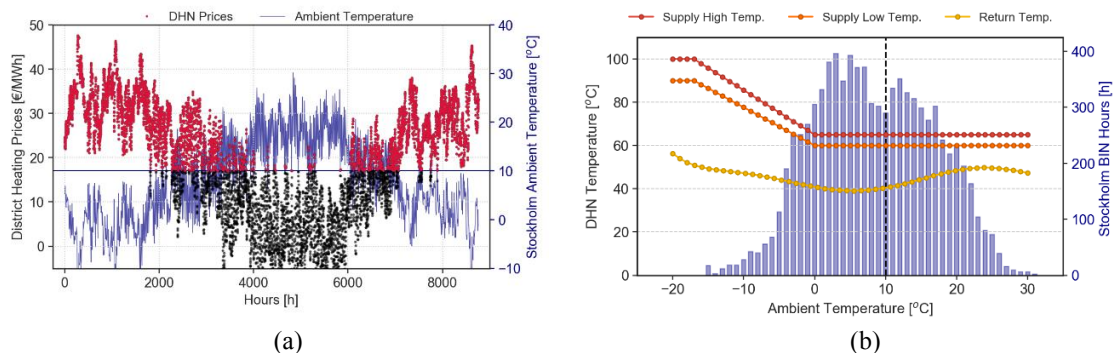 DHN Prices Ambient Temperature
District Heating Prices [€/MWh]
50
40
30
20
10
0
Stockholm Ambient Temperature [°C]
40
30
20
10
0
−10
0 2000 4000 6000 8000
Hours [h]
(a)
Supply High Temp. Supply Low Temp. Return Temp.
DHN Temperature [°C]
100
80
60
40
20
0
Stockholm BIN Hours [h]
400
300
200
100
0
−20 −10 0 10 20 30
Ambient Temperature [°C]
(b)